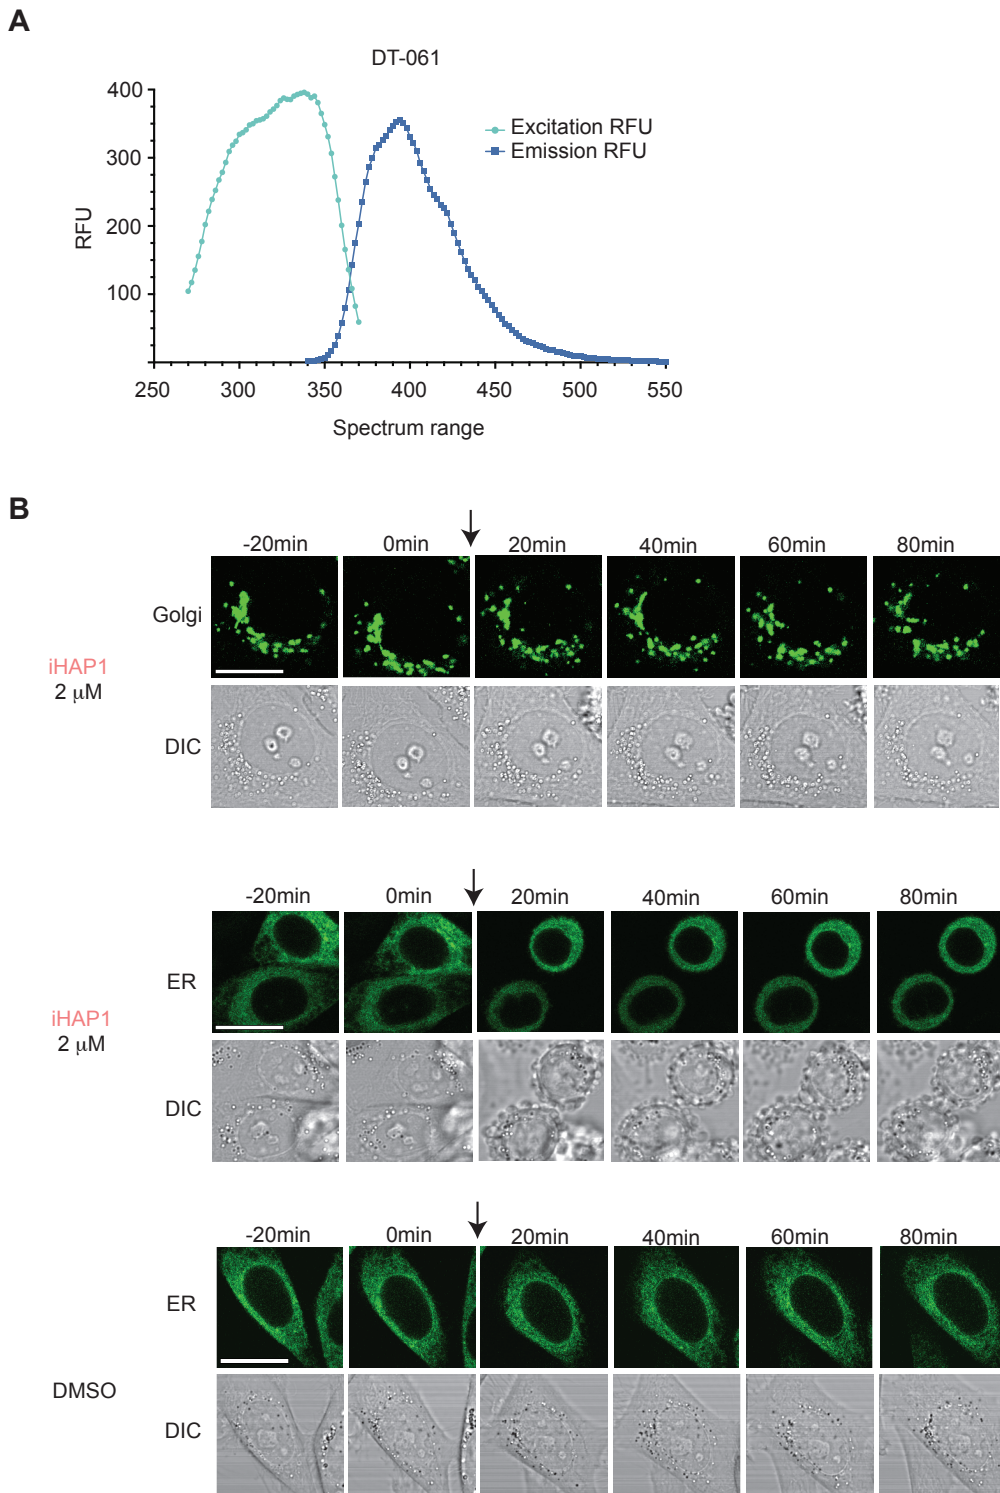 A
DT-061
400
300
200
100
RFU
Excitation RFU
Emission RFU
250 300 350 400 450 500 550
Spectrum range
B
-20min 0min 20min 40min 60min 80min
Golgi
iHAP1
2 μM
DIC
-20min 0min 20min 40min 60min 80min
ER
iHAP1
2 μM
DIC
-20min 0min 20min 40min 60min 80min
ER
DMSO
DIC